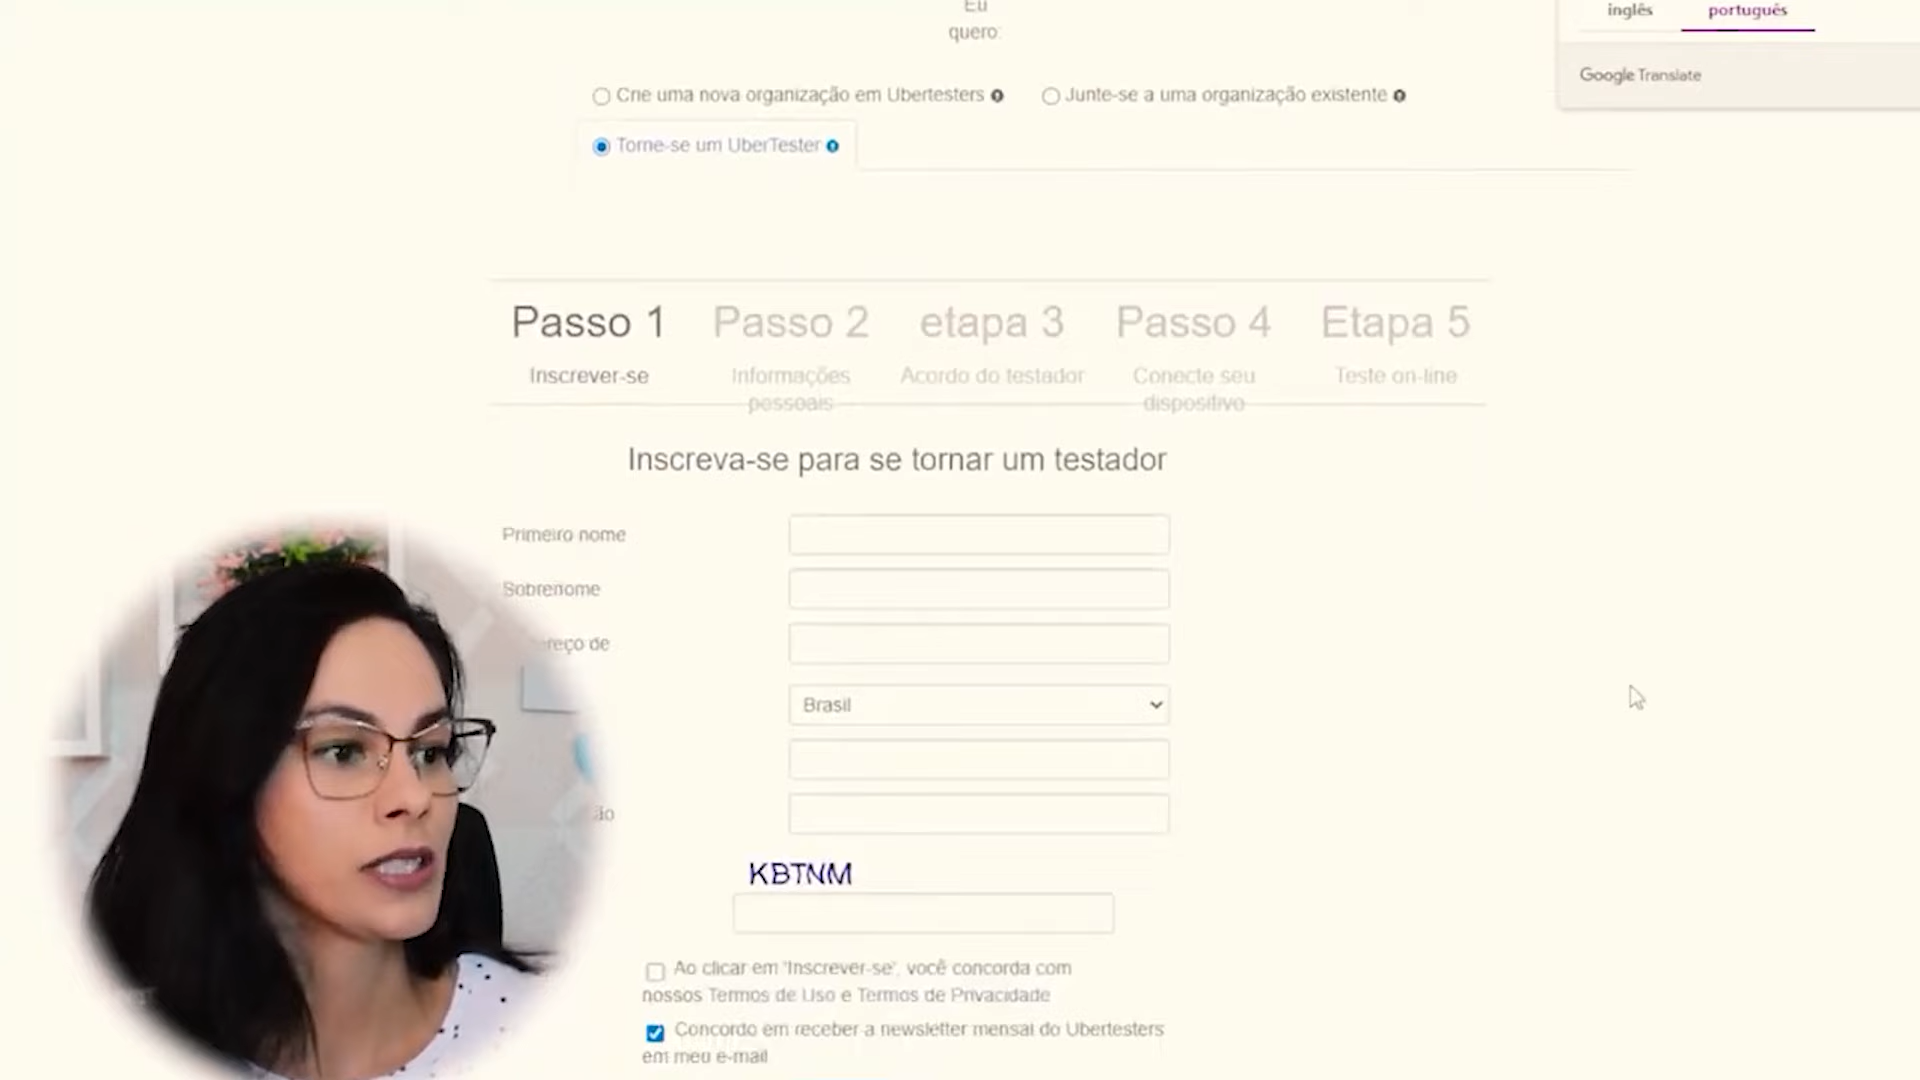 Eu
quero:
inglês português
Google Translate
Crie uma nova organização em Ubertesters Junte-se a uma organização existente
Torne-se um UberTester
Passo 1 Passo 2 etapa 3 Passo 4 Etapa 5
Inscrever-se Informações Acordo do testador Conecte seu Teste on-line
pessoais dispositivo
Inscreva-se para se tornar um testador
Primeiro nome
Sobrenome
ereço de
Brasil
ão
KBTNM
Ao clicar em "Inscrever-se", você concorda com
nossos Termos de Uso e Termos de Privacidade
Concordo em receber a newsletter mensal do Ubertesters
em meu e-mail